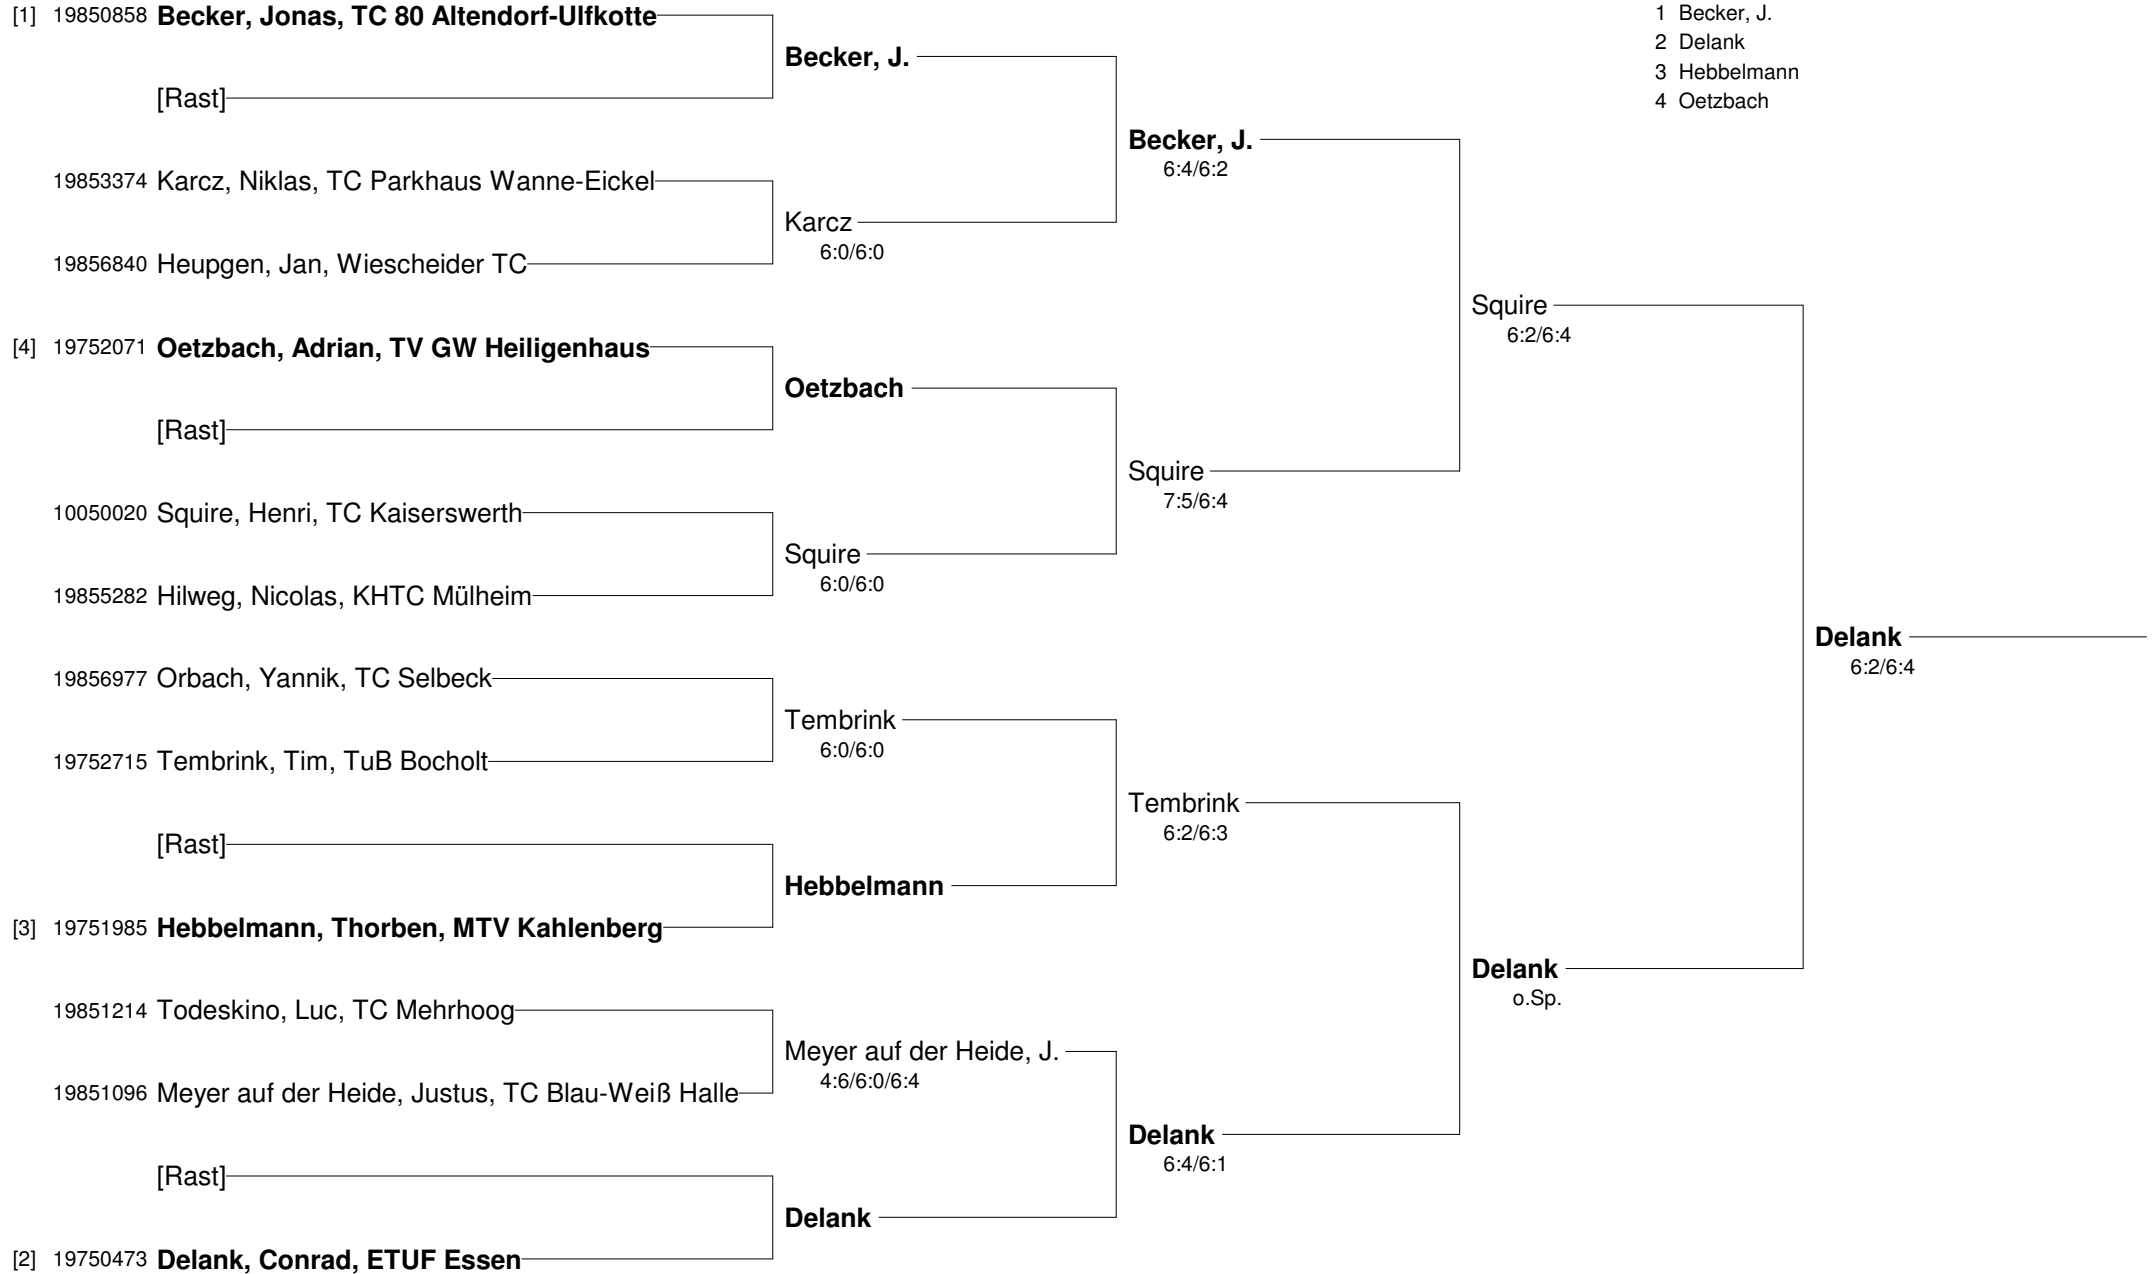 [1] 19850858 Becker, Jonas, TC 80 Altendorf-Ulfkotte
[Rast]
19853374 Karcz, Niklas, TC Parkhaus Wanne-Eickel
19856840 Heupgen, Jan, Wiescheider TC
[4] 19752071 Oetzbach, Adrian, TV GW Heiligenhaus
[Rast]
10050020 Squire, Henri, TC Kaiserswerth
19855282 Hilweg, Nicolas, KHTC Mülheim
19856977 Orbach, Yannik, TC Selbeck
19752715 Tembrink, Tim, TuB Bocholt
[Rast]
[3] 19751985 Hebbelmann, Thorben, MTV Kahlenberg
19851214 Todeskino, Luc, TC Mehrhoog
19851096 Meyer auf der Heide, Justus, TC Blau-Weiß Halle
[Rast]
[2] 19750473 Delank, Conrad, ETUF Essen
Becker, J.
Karcz
6:0/6:0
Oetzbach
Squire
6:0/6:0
Tembrink
6:0/6:0
Hebbelmann
Meyer auf der Heide, J.
4:6/6:0/6:4
Delank
Becker, J.
6:4/6:2
Squire
7:5/6:4
Tembrink
6:2/6:3
Delank
6:4/6:1
Squire
6:2/6:4
Delank
o.Sp.
Delank
6:2/6:4
1 Becker, J.
2 Delank
3 Hebbelmann
4 Oetzbach